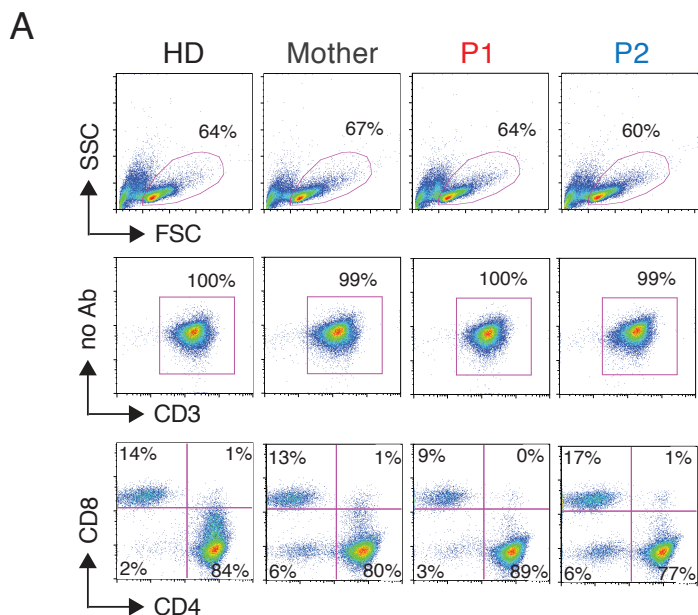 A
HD Mother P1 P2
SSC
64% 67% 64% 60%
FSC
no Ab
100% 99% 100% 99%
CD3
CD8
14% 1% 13% 1% 9% 0% 17% 1%
2% 84% 6% 80% 3% 89% 6% 77%
CD4